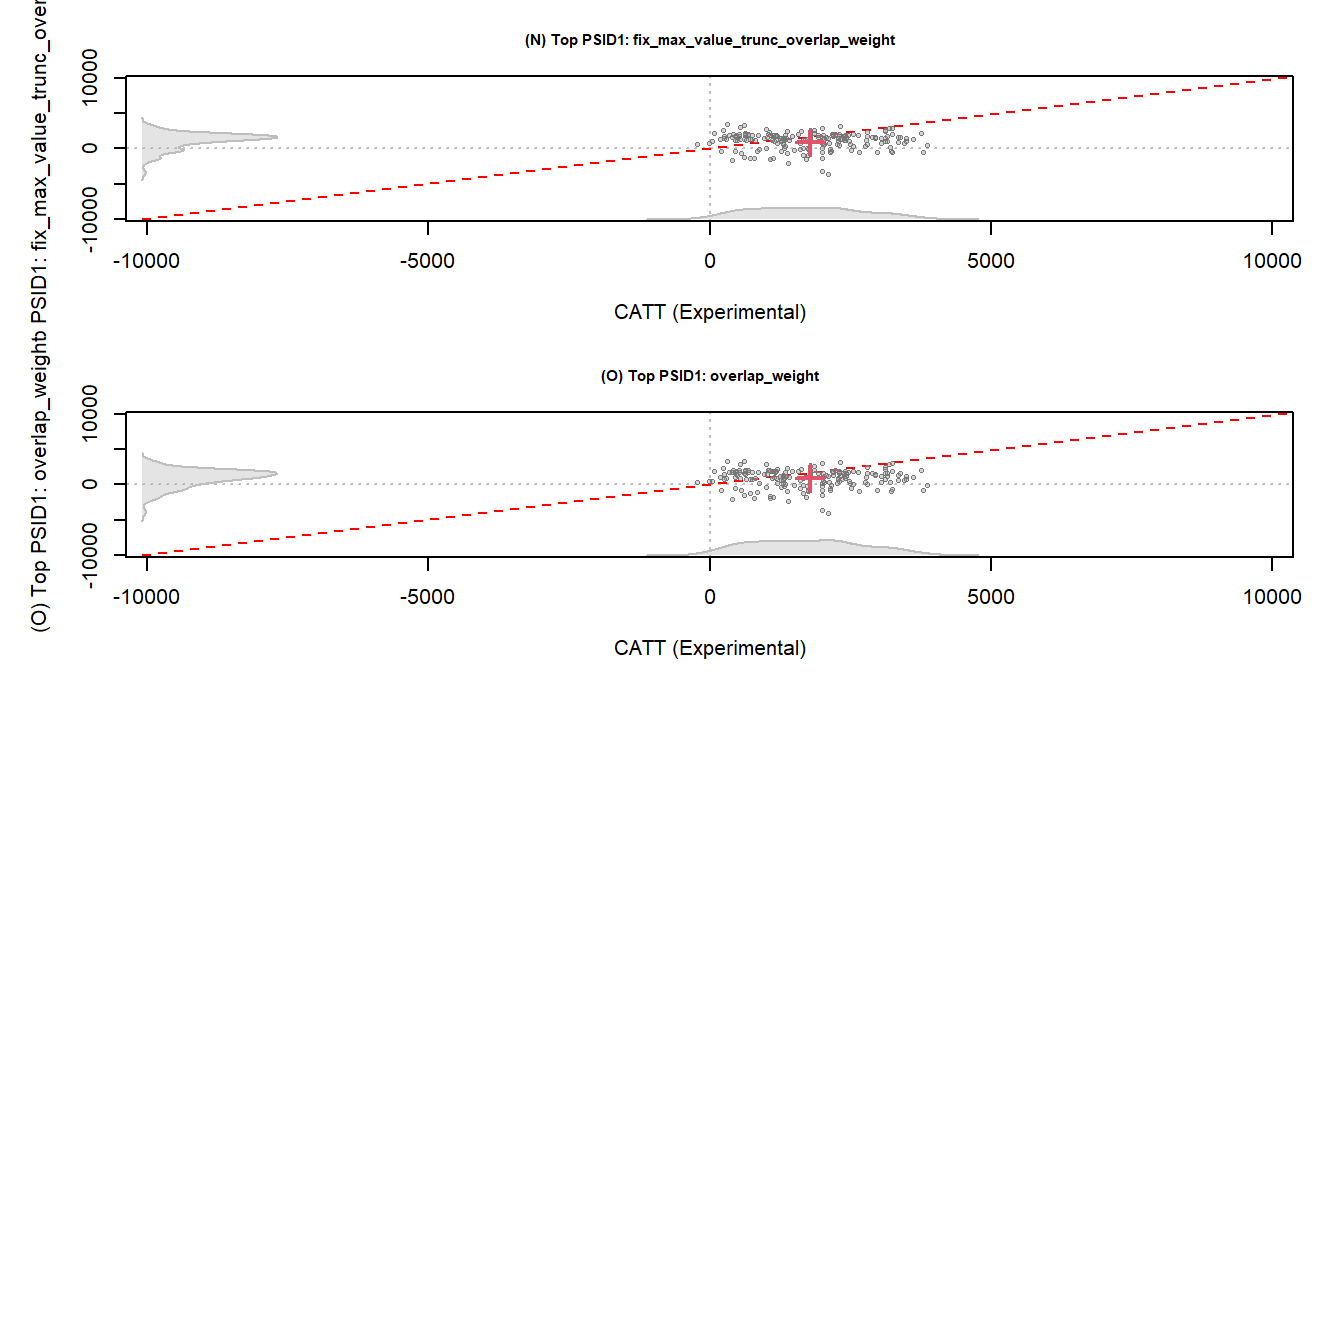 (N) Top PSID1: fix_max_value_trunc_overlap_weight
10000
0
-10000
-10000
-5000
0
5000
10000
CATT (Experimental)
PSID1: fix_max_value_trunc_over
(O) Top PSID1: overlap_weight
10000
0
-10000
-10000
-5000
0
5000
10000
CATT (Experimental)
(O) Top PSID1: overlap_weight